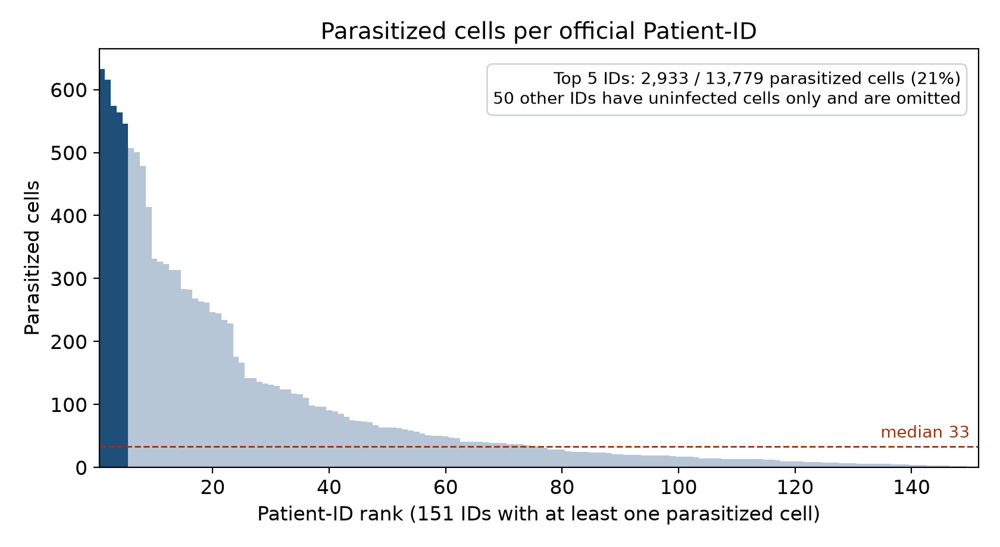 Parasitized cells per official Patient-ID
Top 5 IDs: 2,933 / 13,779 parasitized cells (21%)
50 other IDs have uninfected cells only and are omitted
Parasitized cells
600
500
400
300
200
100
0
median 33
20
40
60
80
100
120
140
Patient-ID rank (151 IDs with at least one parasitized cell)